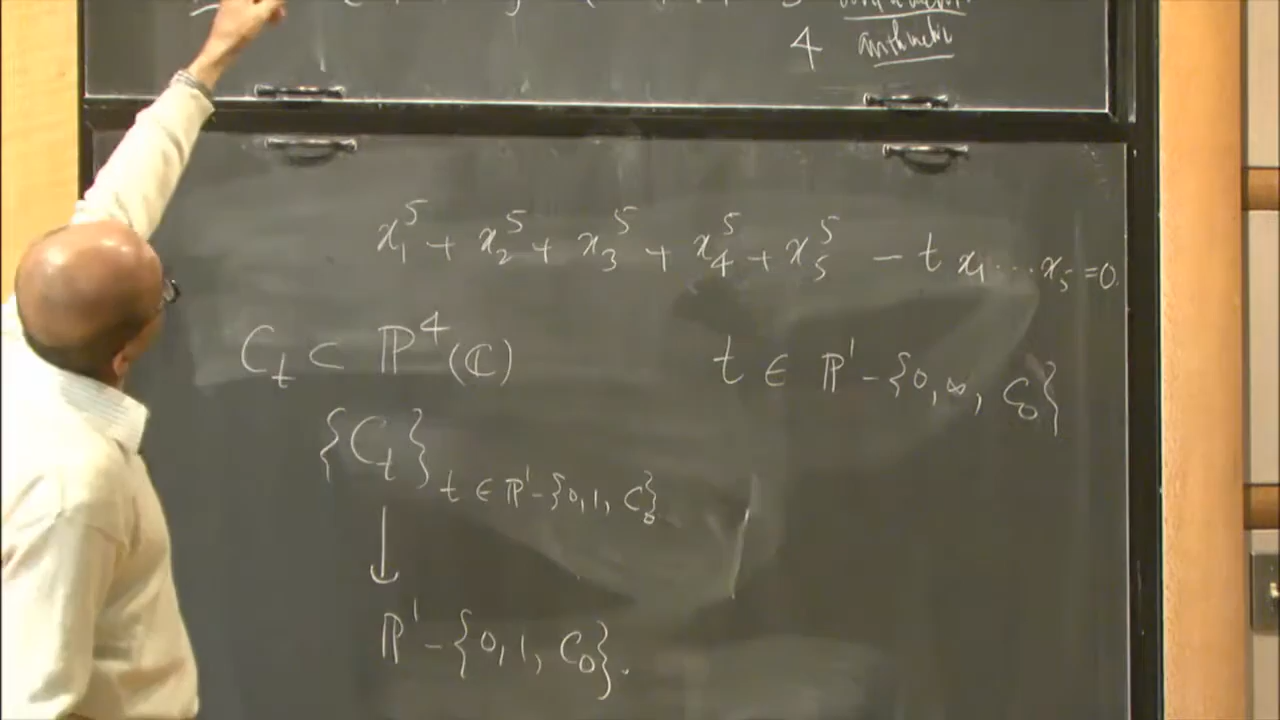 4 arithmetic
x₁⁵ + x₂⁵ + x₃⁵ + x₄⁵ + x₅⁵ − t x₁ ⋯ x₅ = 0
C_t ⊂ ℙ⁴(ℂ) t ∈ ℙ¹ − {0, ∞, C₀}
{C_t}_{t ∈ ℙ¹ − {0, 1, C₀}}
↓
ℙ¹ − {0, 1, C₀}.